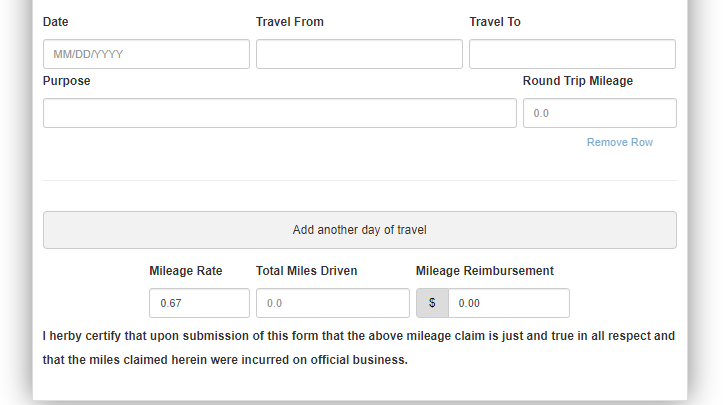 Date Travel From Travel To
MM/DD/YYYY
Purpose Round Trip Mileage
0.0
Remove Row
Add another day of travel
Mileage Rate Total Miles Driven Mileage Reimbursement
0.67 0.0 $ 0.00
I herby certify that upon submission of this form that the above mileage claim is just and true in all respect and
that the miles claimed herein were incurred on official business.